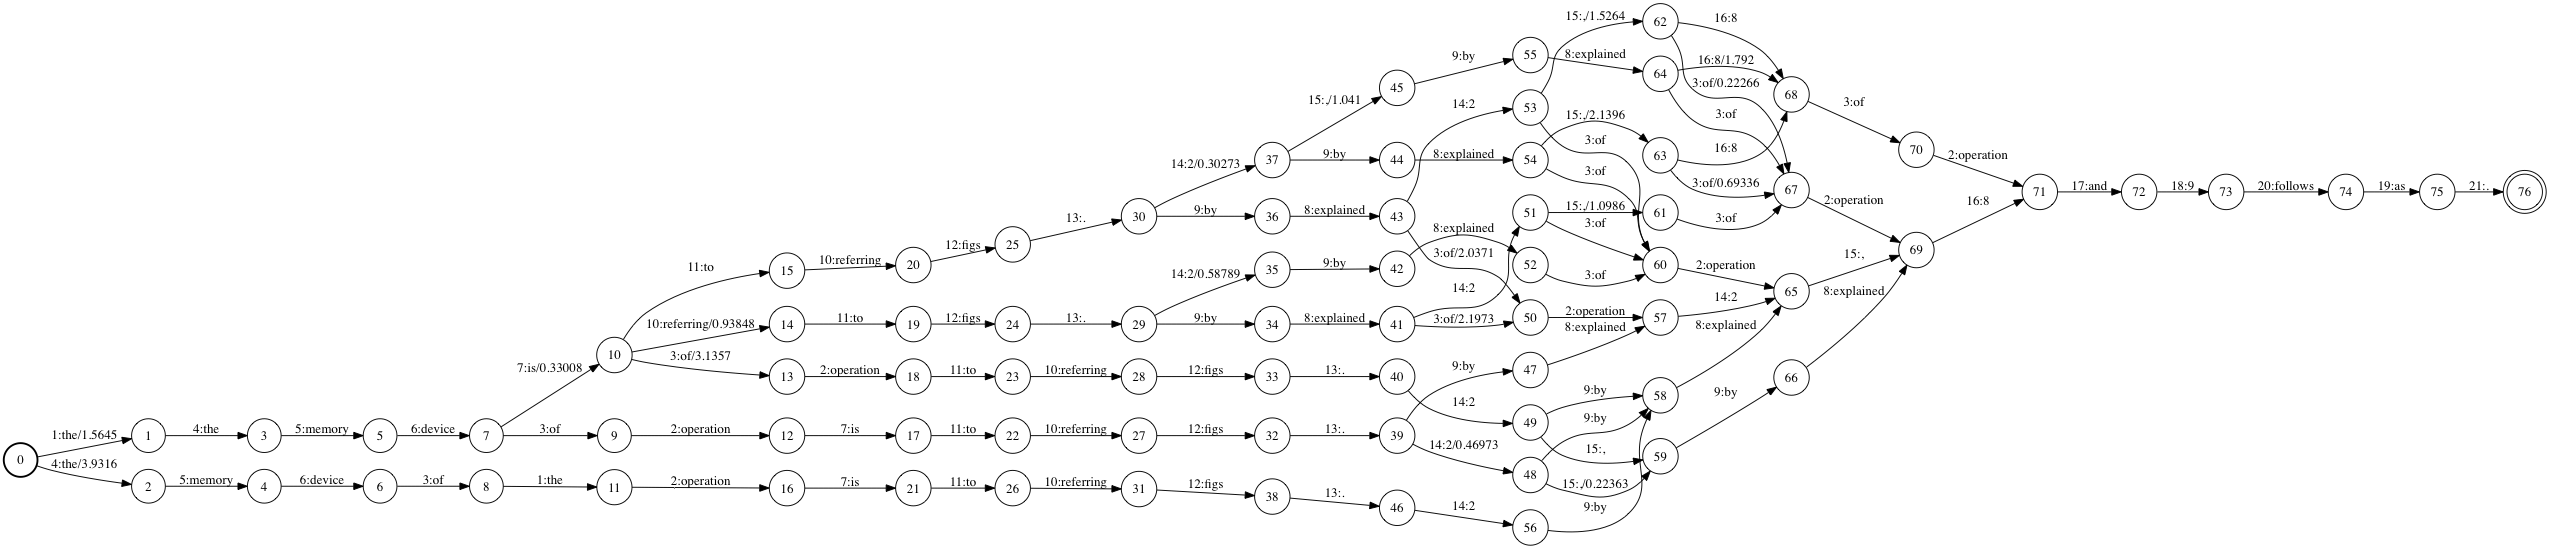 0 1:the/1.5645 1 4:the 3 5:memory 5 6:device 7 7:is/0.33008 10
4:the/3.9316 2 5:memory 4 6:device 6 3:of 8 1:the 11 2:operation 16 7:is 21 11:to 26 10:referring 31 12:figs 38 13:. 46 14:2 56 9:by
3:of 9 2:operation 12 7:is 17 11:to 22 10:referring 27 12:figs 32 13:. 39
11:to 15 10:referring 20 12:figs 25 13:. 30
10:referring/0.93848 14 11:to 19 12:figs 24 13:. 29
3:of/3.1357 13 2:operation 18 11:to 23 10:referring 28 12:figs 33 13:. 40
14:2/0.30273 37 15:,/1.041 45 9:by 55 8:explained 64
9:by 44 8:explained 54
9:by 36 8:explained 43 14:2 53
3:of/2.0371
14:2/0.58789 35 9:by 42 8:explained 52 3:of
9:by 34 8:explained 41 14:2 51
3:of/2.1973 50 2:operation 57 14:2
9:by 47 8:explained
14:2/0.46973 48 9:by
15:,/0.22363 59
14:2 49 9:by 58 8:explained
15:,
15:,/1.5264 62 16:8
3:of/0.22266
16:8/1.792 68 3:of 70 2:operation
3:of
3:of
15:,/2.1396 63 16:8
3:of/0.69336 67 2:operation
3:of
15:,/1.0986 61 3:of
3:of 60 2:operation 65 15:, 69 16:8
9:by 66 8:explained
71 17:and 72 18:9 73 20:follows 74 19:as 75 21:. 76